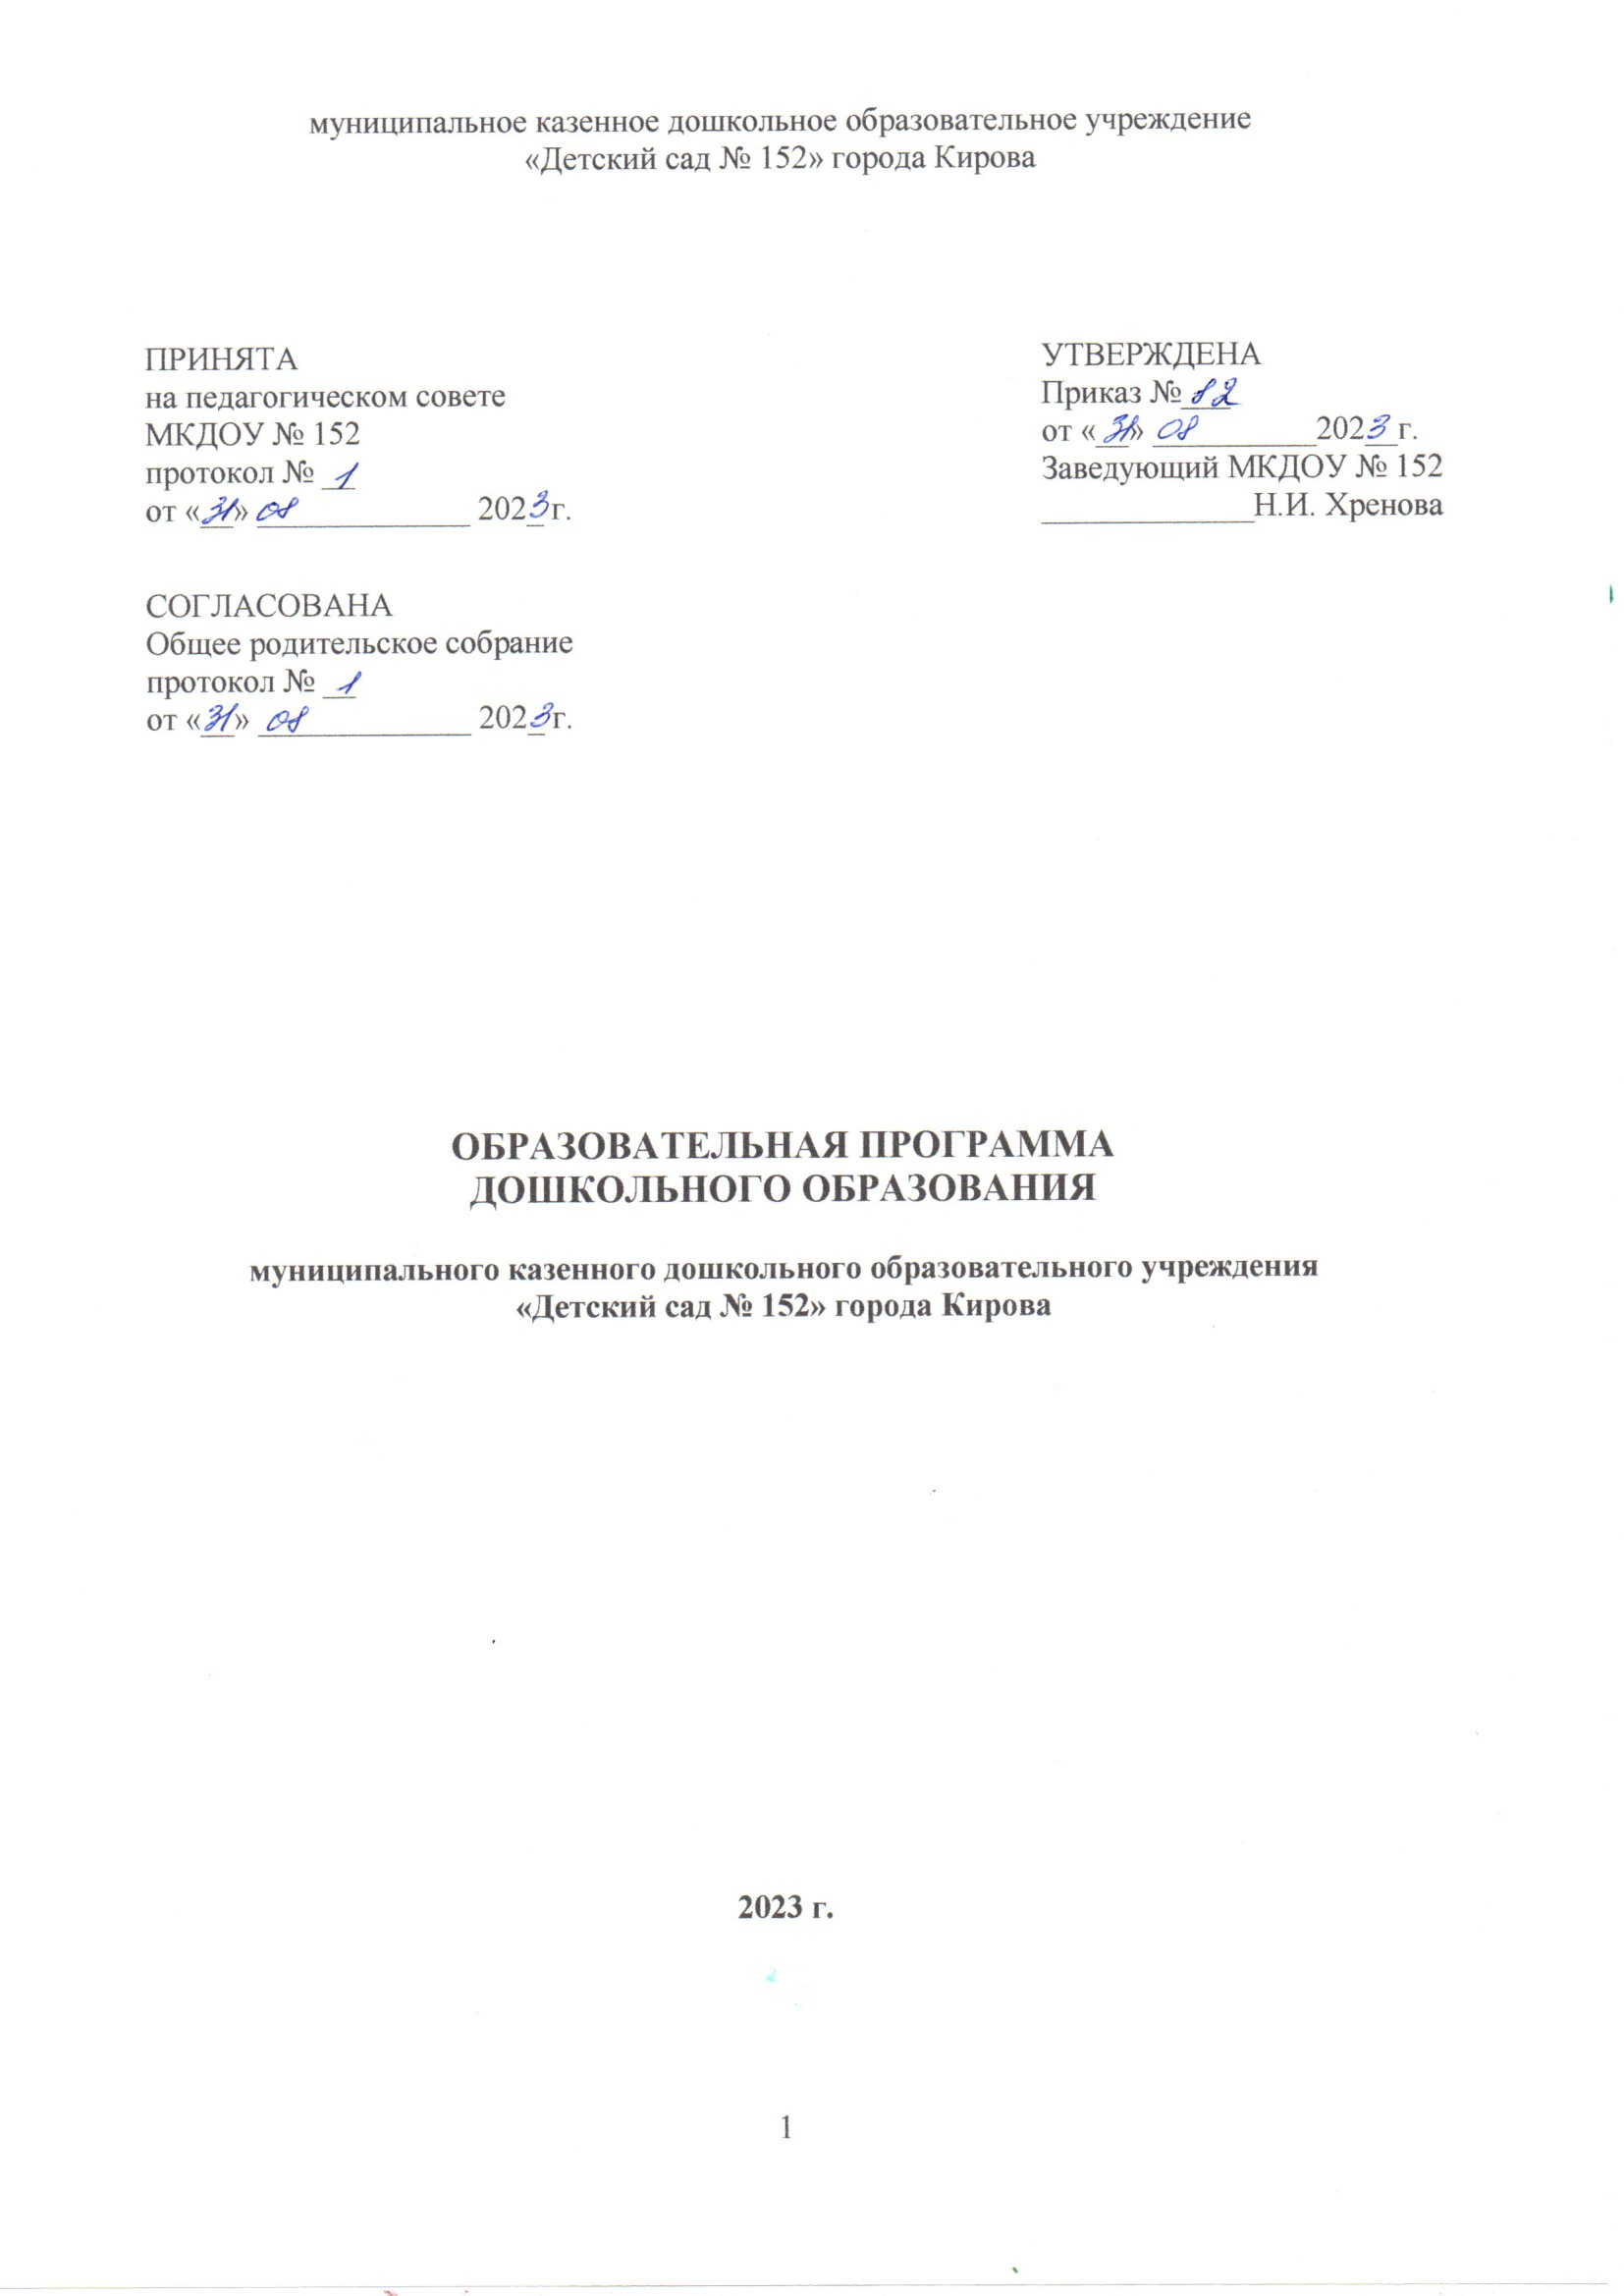 муниципальное казенное дошкольное образовательное учреждение
«Детский сад № 152» города Кирова
ПРИНЯТА
на педагогическом совете
МКДОУ № 152
протокол № 1
от «31» 08 2023г.
УТВЕРЖДЕНА
Приказ № 82
от «31» 08 2023 г.
Заведующий МКДОУ № 152
Н.И. Хренова
СОГЛАСОВАНА
Общее родительское собрание
протокол № 1
от «31» 08 2023г.
ОБРАЗОВАТЕЛЬНАЯ ПРОГРАММА
ДОШКОЛЬНОГО ОБРАЗОВАНИЯ
муниципального казенного дошкольного образовательного учреждения
«Детский сад № 152» города Кирова
2023 г.
1